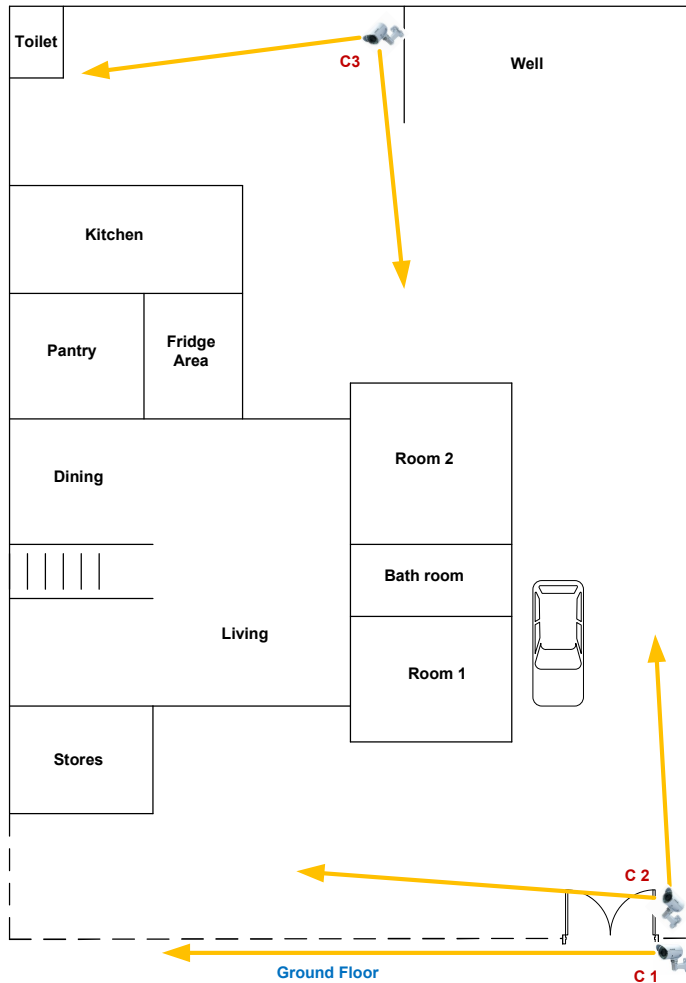 Toilet
C3
Well
Kitchen
Pantry
Fridge
Area
Room 2
Dining
Bath room
Living
Room 1
Stores
C 2
Ground Floor
C 1